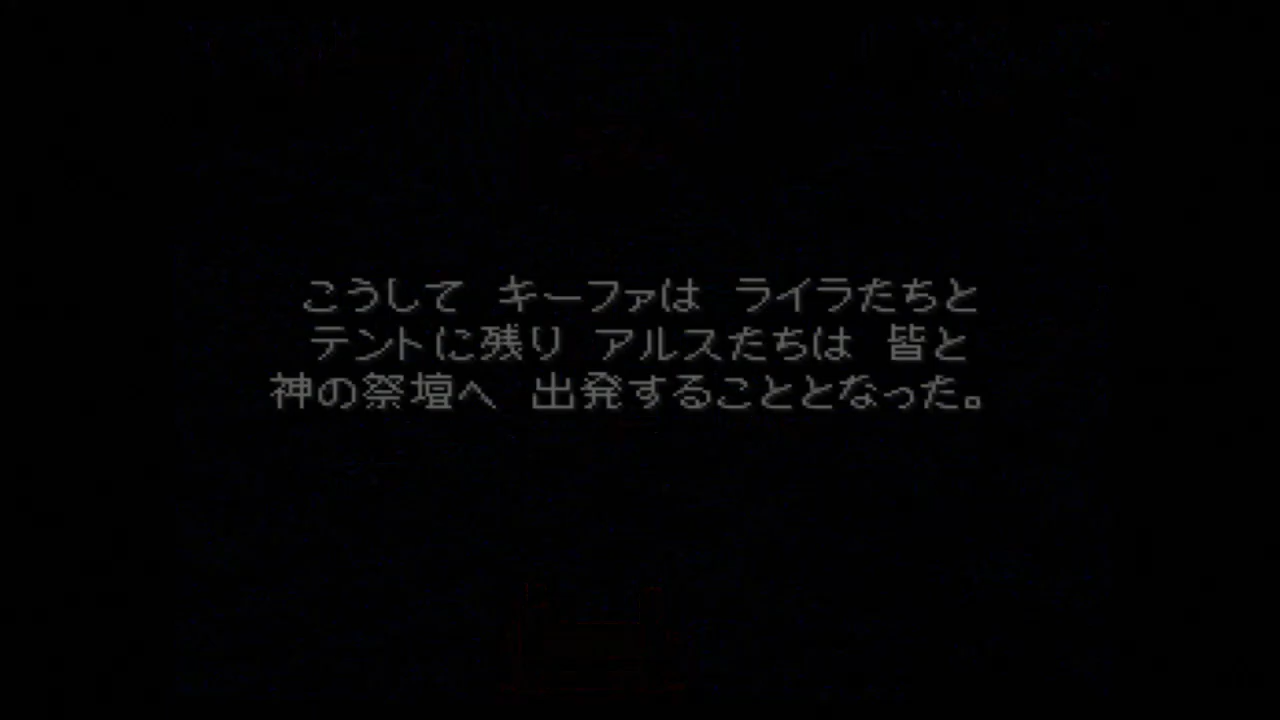 こうして　キーファは　ライラたちと
テントに残り　アルスたちは　皆と
神の祭壇へ　出発することとなった。